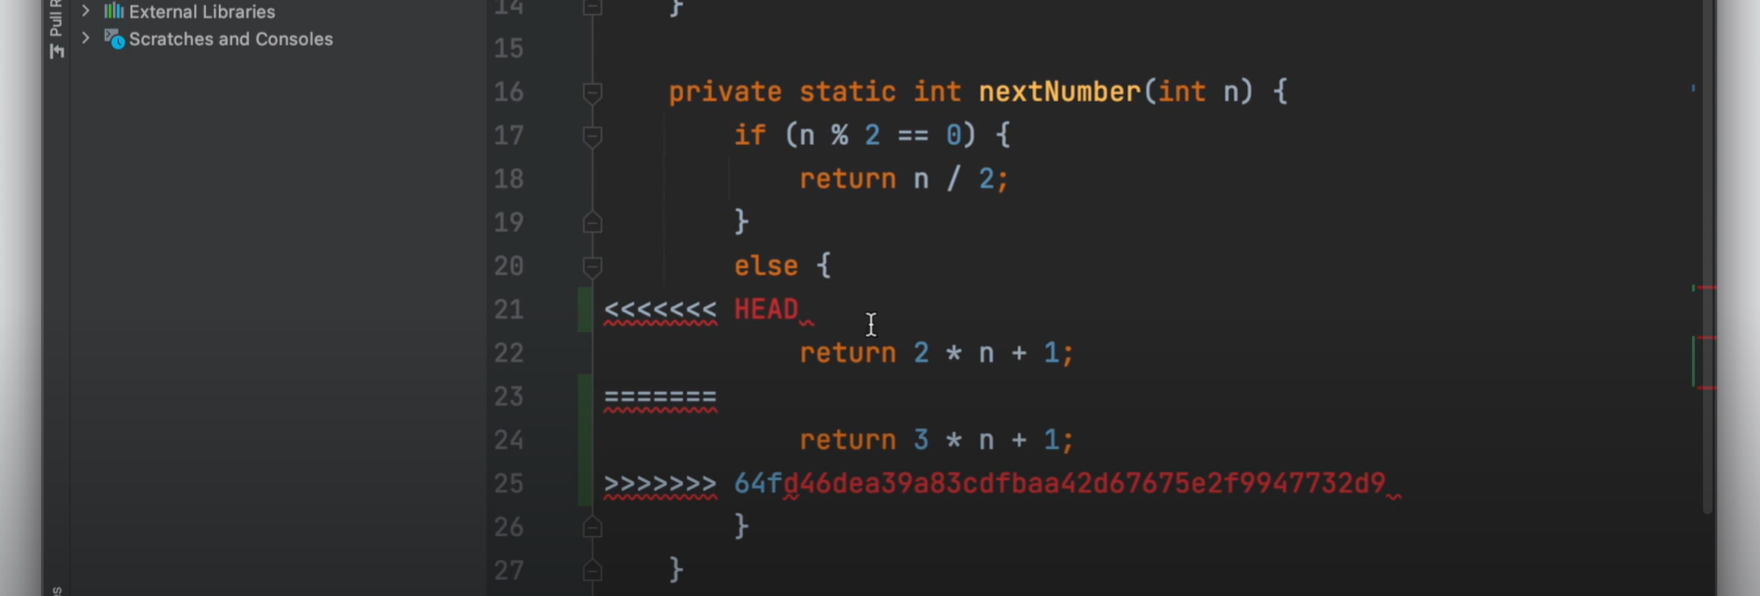 Pull R
External Libraries
Scratches and Consoles
14 }
15
16 private static int nextNumber(int n) {
17 if (n % 2 == 0) {
18 return n / 2;
19 }
20 else {
21 <<<<<<< HEAD
22 return 2 * n + 1;
23 =======
24 return 3 * n + 1;
25 >>>>>>> 64fd46dea39a83cdfbaa42d67675e2f9947732d9
26 }
27 }